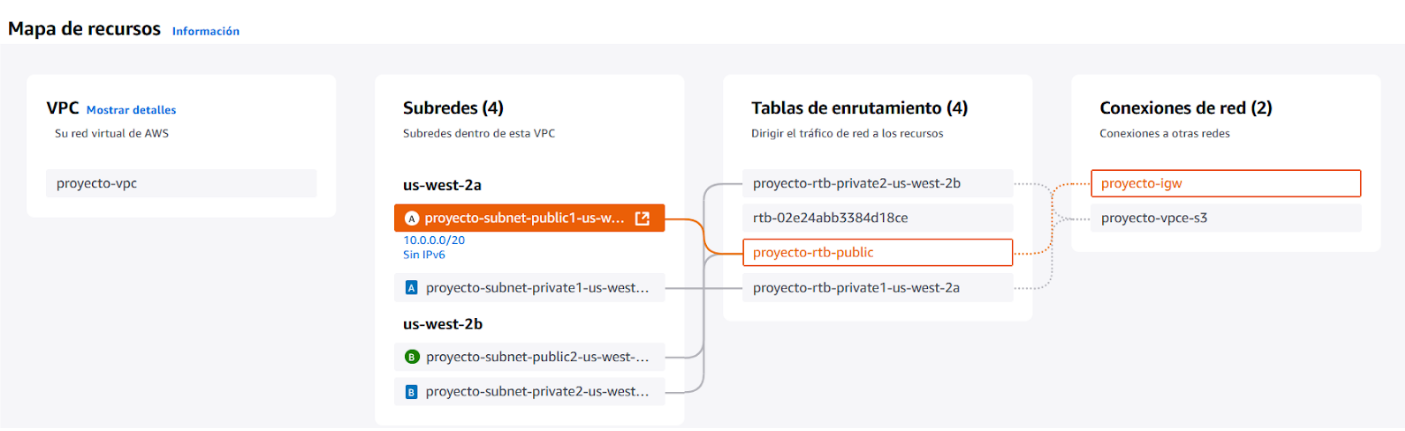 Mapa de recursos Información
VPC Mostrar detalles
Su red virtual de AWS
proyecto-vpc
Subredes (4)
Subredes dentro de esta VPC
us-west-2a
A proyecto-subnet-public1-us-w...
10.0.0.0/20
Sin IPv6
A proyecto-subnet-private1-us-west...
us-west-2b
B proyecto-subnet-public2-us-west-...
B proyecto-subnet-private2-us-west...
Tablas de enrutamiento (4)
Dirigir el tráfico de red a los recursos
proyecto-rtb-private2-us-west-2b
rtb-02e24abb3384d18ce
proyecto-rtb-public
proyecto-rtb-private1-us-west-2a
Conexiones de red (2)
Conexiones a otras redes
proyecto-igw
proyecto-vpce-s3